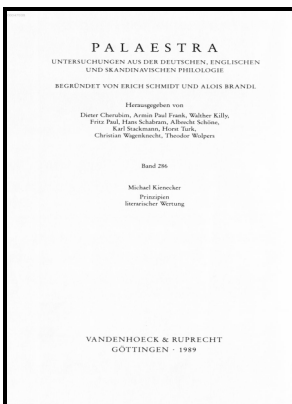 PALAESTRA
UNTERSUCHUNGEN AUS DER DEUTSCHEN, ENGLISCHEN
UND SKANDINAVISCHEN PHILOLOGIE
BEGRÜNDET VON ERICH SCHMIDT UND ALOIS BRANDL
Herausgegeben von
Dieter Cherubim, Armin Paul Frank, Walther Killy,
Fritz Paul, Hans Schabram, Albrecht Schöne,
Karl Stackmann, Horst Turk,
Christian Wagenknecht, Theodor Wolpers
Band 286
Michael Kienecker
Prinzipien
literarischer Wertung
VANDENHOECK & RUPRECHT
GÖTTINGEN · 1989